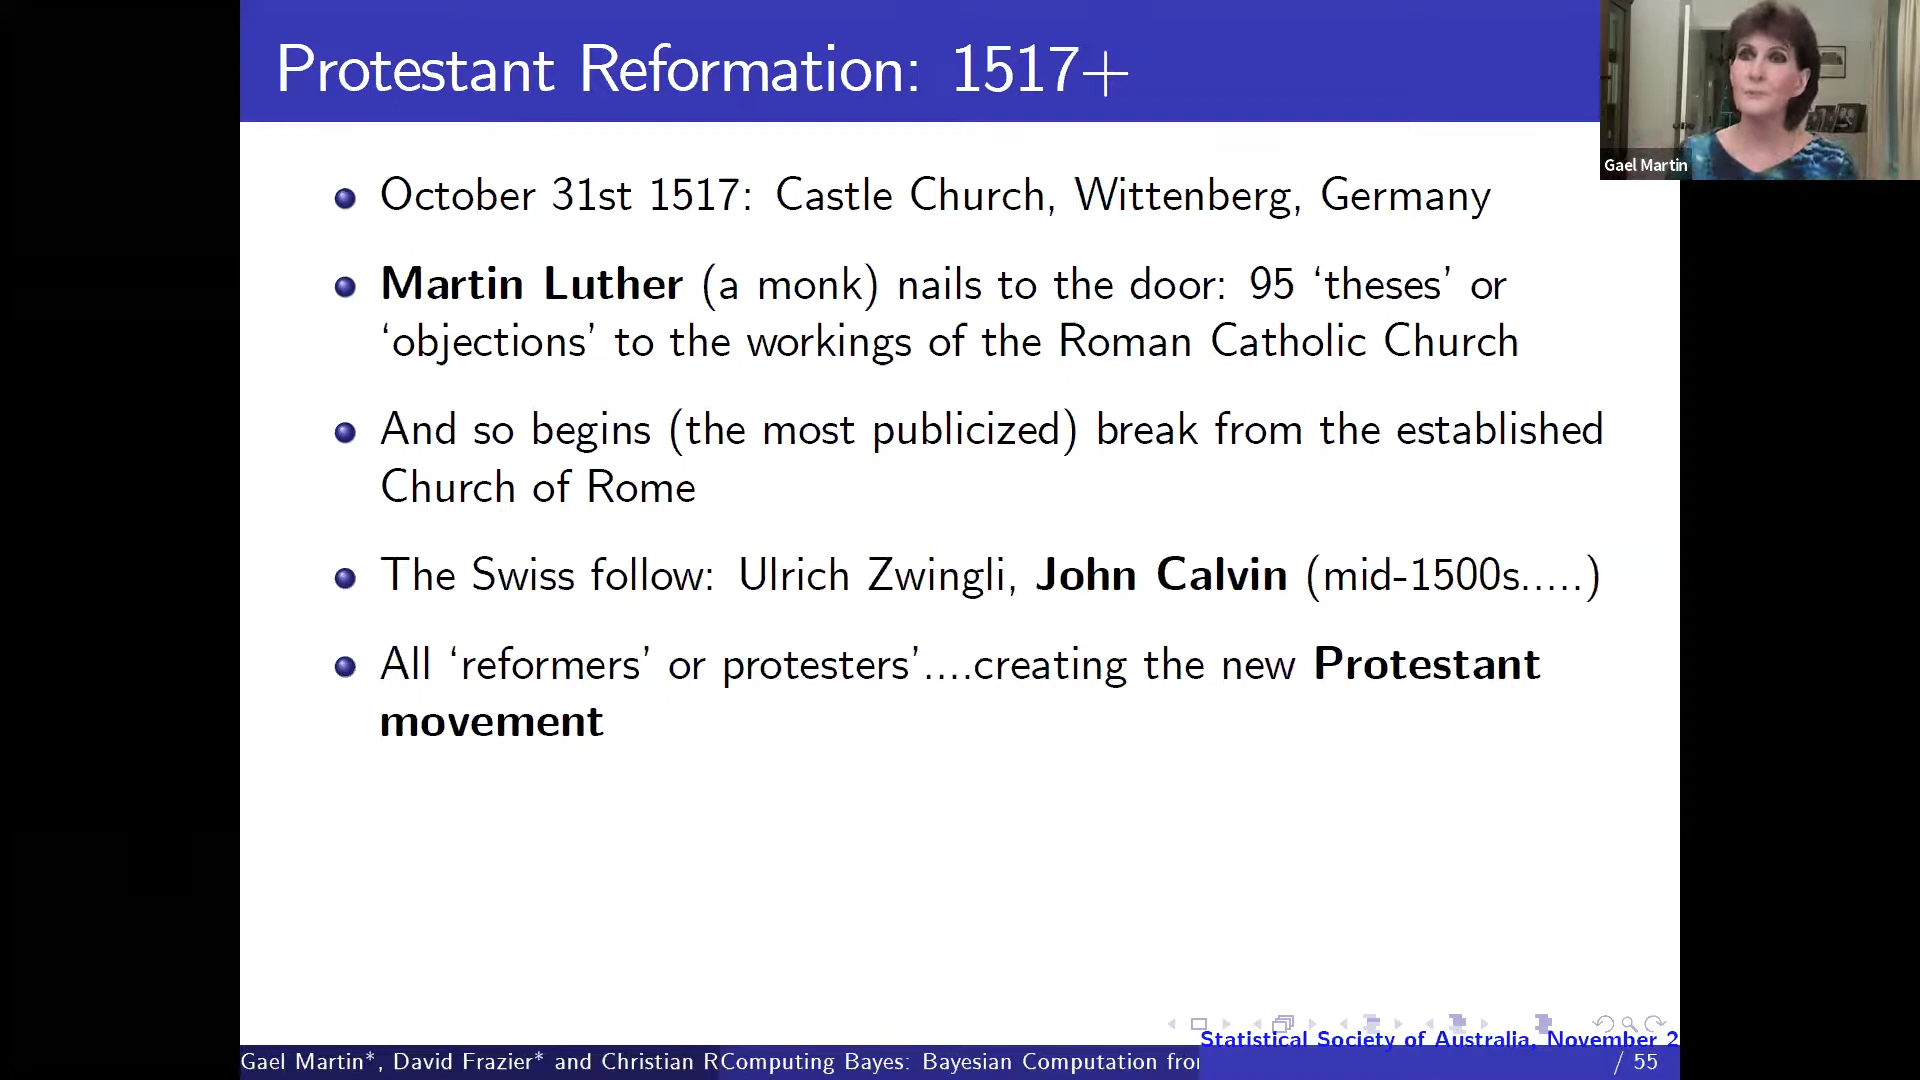 Protestant Reformation: 1517+
Gael Martin
October 31st 1517: Castle Church, Wittenberg, Germany
Martin Luther (a monk) nails to the door: 95 ‘theses’ or
‘objections’ to the workings of the Roman Catholic Church
And so begins (the most publicized) break from the established
Church of Rome
The Swiss follow: Ulrich Zwingli, John Calvin (mid-1500s.....)
All ‘reformers’ or protesters’....creating the new Protestant
movement
Statistical Society of Australia, November 2
Gael Martin*, David Frazier* and Christian R
Computing Bayes: Bayesian Computation from
/ 55